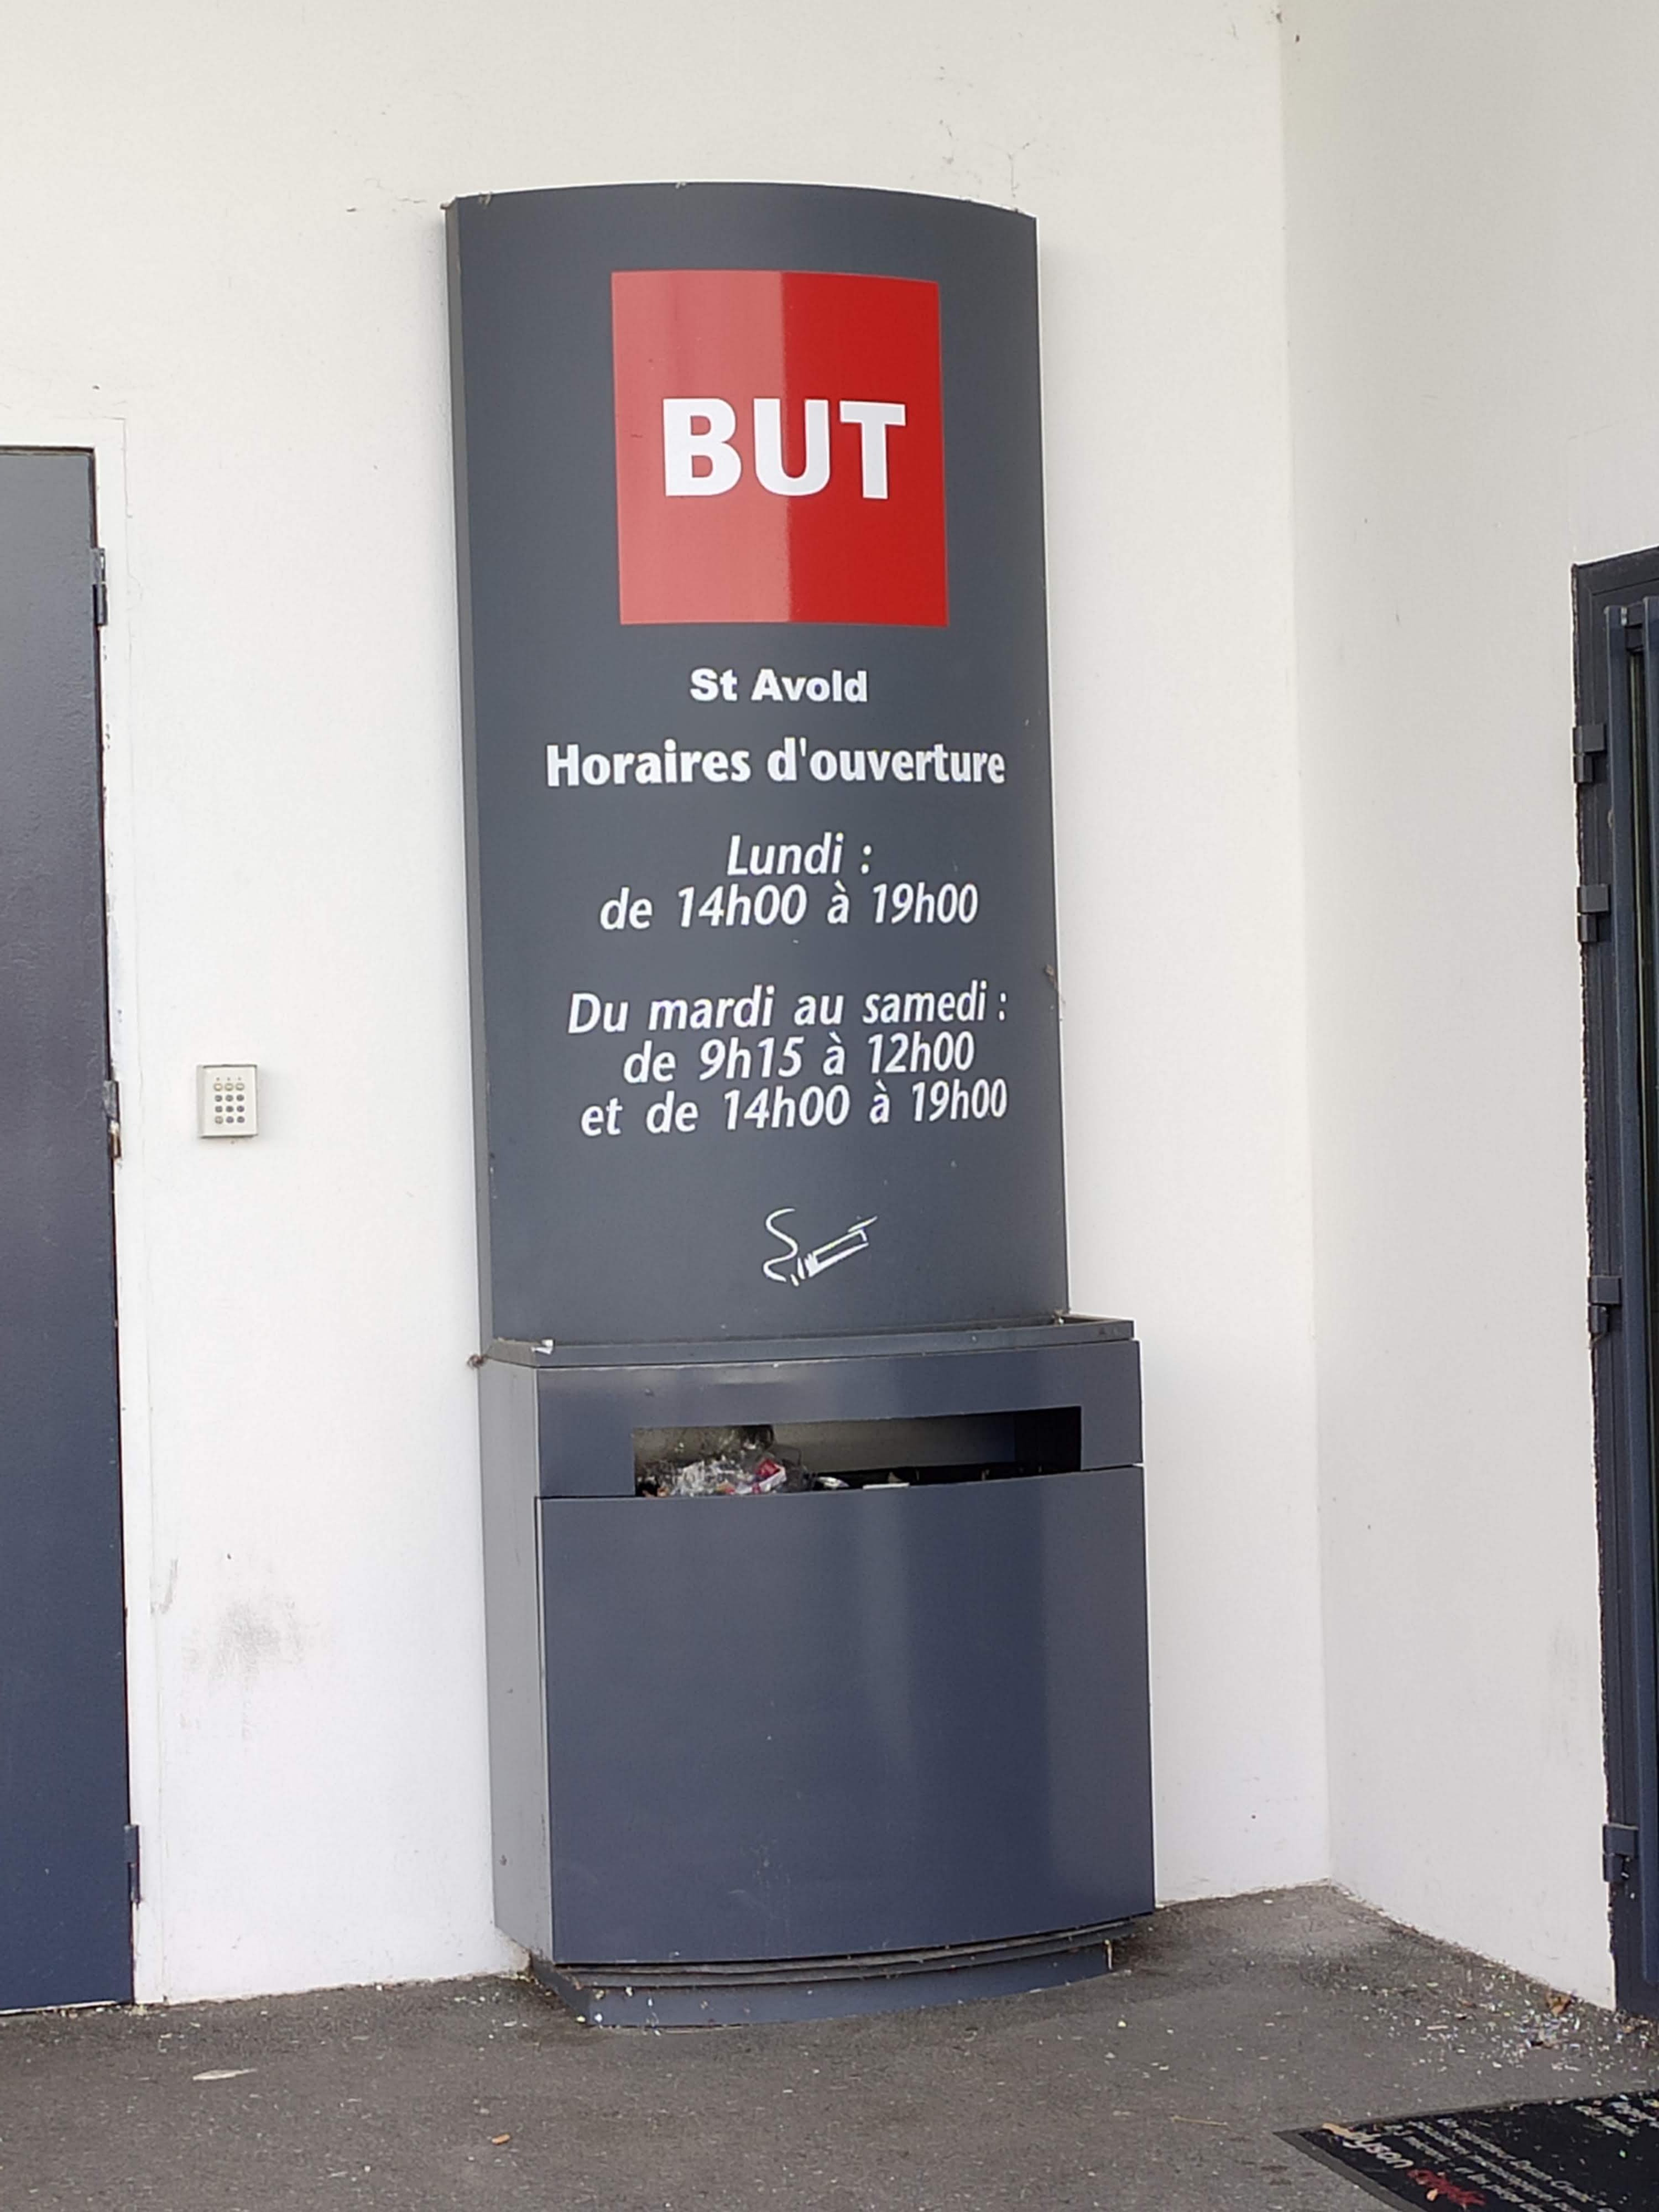 BUT
St Avold
Horaires d'ouverture
Lundi :
de 14h00 à 19h00
Du mardi au samedi :
de 9h15 à 12h00
et de 14h00 à 19h00